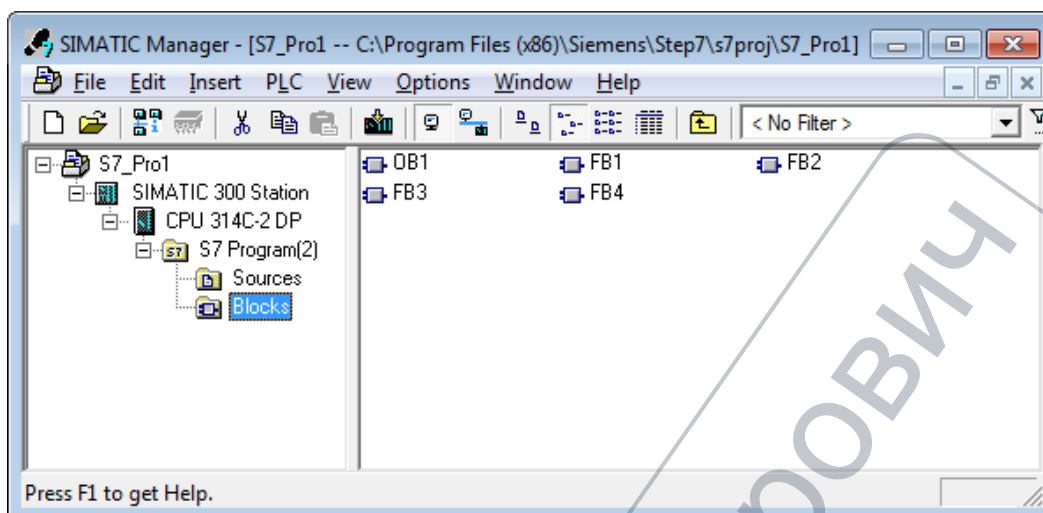 SIMATIC Manager - [S7_Pro1 -- C:\Program Files (x86)\Siemens\Step7\s7proj\S7_Pro1]
File Edit Insert PLC View Options Window Help
< No Filter >
S7_Pro1
SIMATIC 300 Station
CPU 314C-2 DP
S7 Program(2)
Sources
Blocks
OB1 FB1 FB2
FB3 FB4
Press F1 to get Help.
РОВИЧ